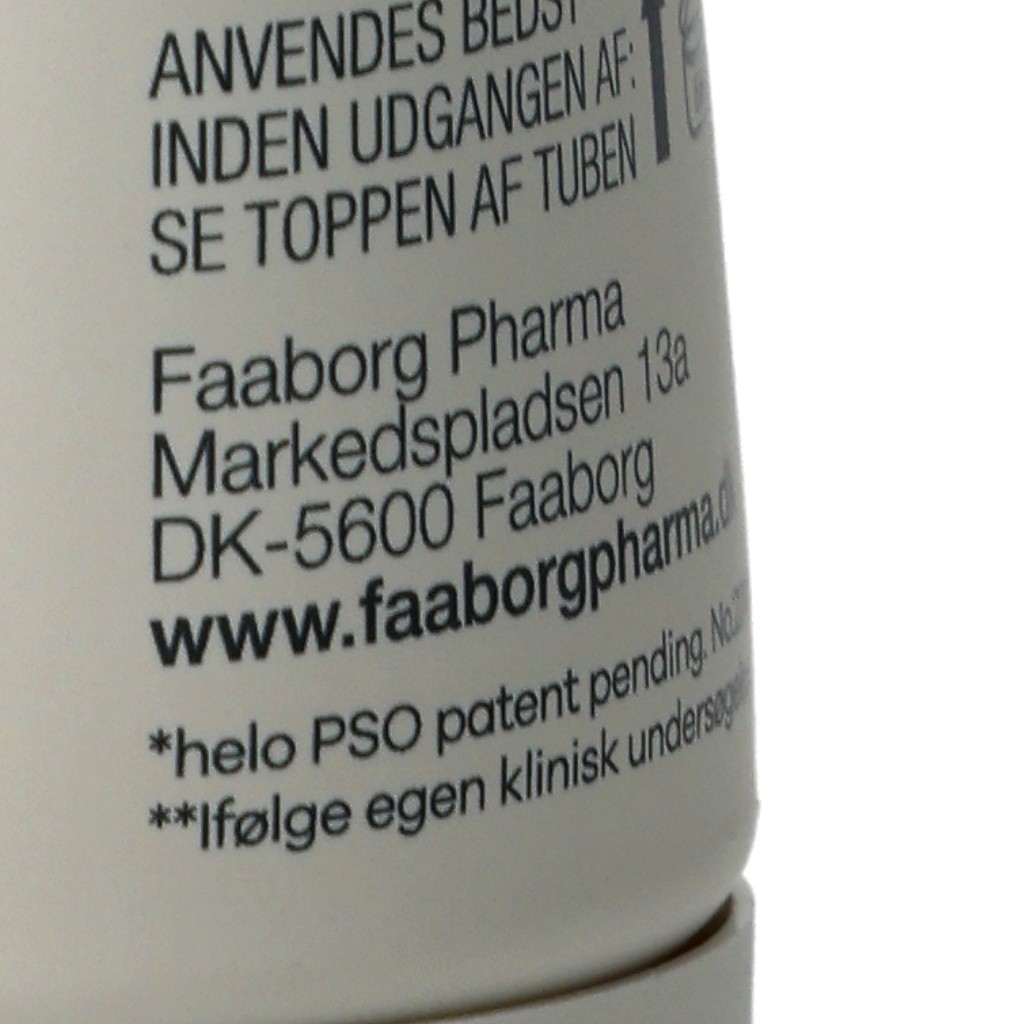 ANVENDES BEDST
INDEN UDGANGEN AF:
SE TOPPEN AF TUBEN
Faaborg Pharma
Markedspladsen 13a
DK-5600 Faaborg
www.faaborgpharma.dk
*helo PSO patent pending. No.
**Ifølge egen klinisk